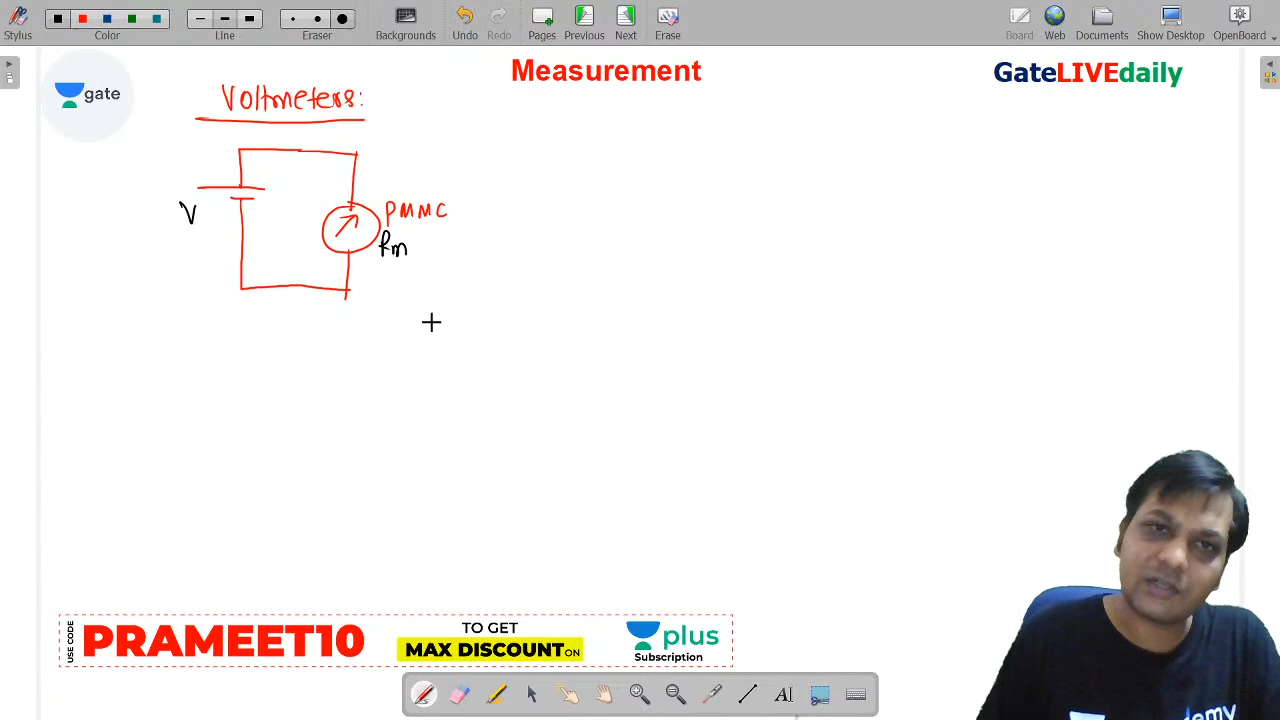 Stylus
Color
Line
Eraser
Backgrounds
Undo
Redo
Pages
Previous
Next
Erase
Board
Web
Documents
Show Desktop
OpenBoard
gate
Measurement
GateLIVEdaily
Voltmeters:
V
PMMC
Rm
USE CODE
PRAMEET10
TO GET
MAX DISCOUNT ON
plus
Subscription